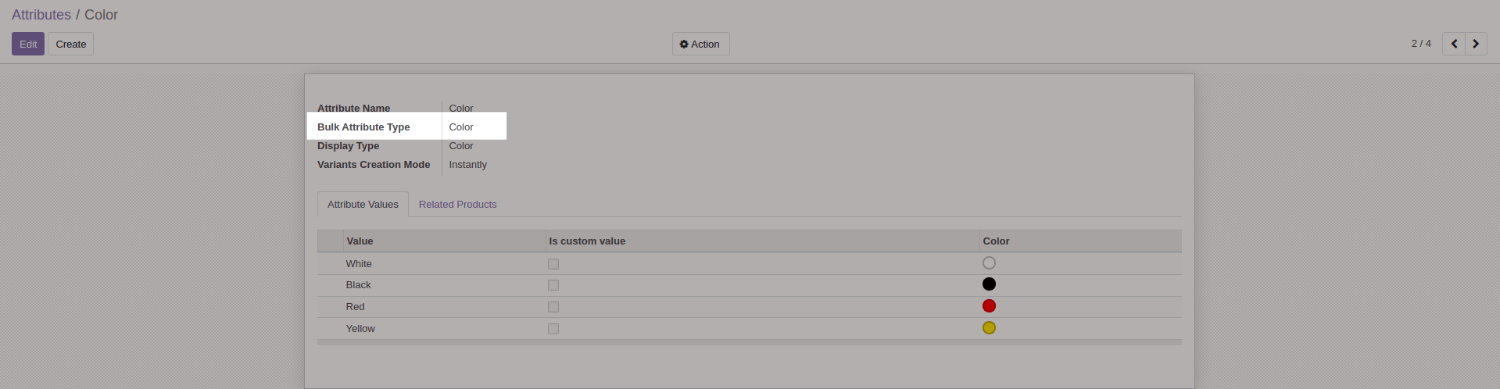 Attributes / Color
Edit Create Action 2 / 4
Attribute Name Color
Bulk Attribute Type Color
Display Type Color
Variants Creation Mode Instantly
Attribute Values Related Products
Value Is custom value Color
White
Black
Red
Yellow